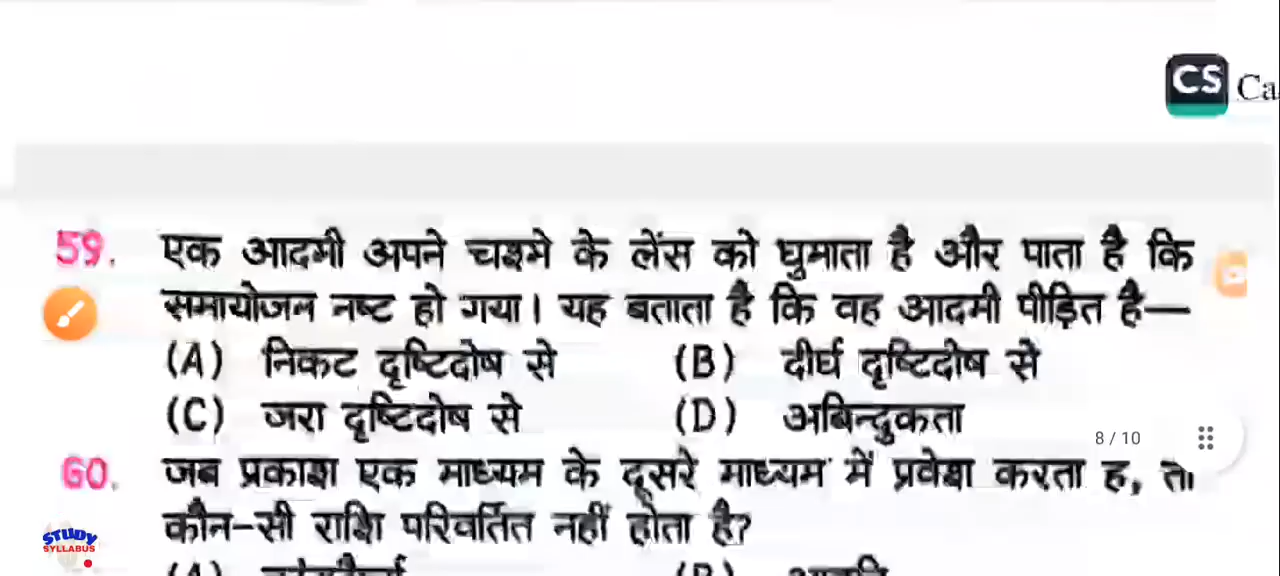 CS Ca
59. एक आदमी अपने चश्मे के लेंस को घुमाता है और पाता है कि
समायोजन नष्ट हो गया। यह बताता है कि वह आदमी पीड़ित है—
(A) निकट दृष्टिदोष से (B) दीर्घ दृष्टिदोष से
(C) जरा दृष्टिदोष से (D) अबिन्दुकता
8 / 10
60. जब प्रकाश एक माध्यम के दूसरे माध्यम में प्रवेश करता ह, तो
कौन-सी राशि परिवर्तित नहीं होता है?
STUDY
SYLLABUS
(A) (B)